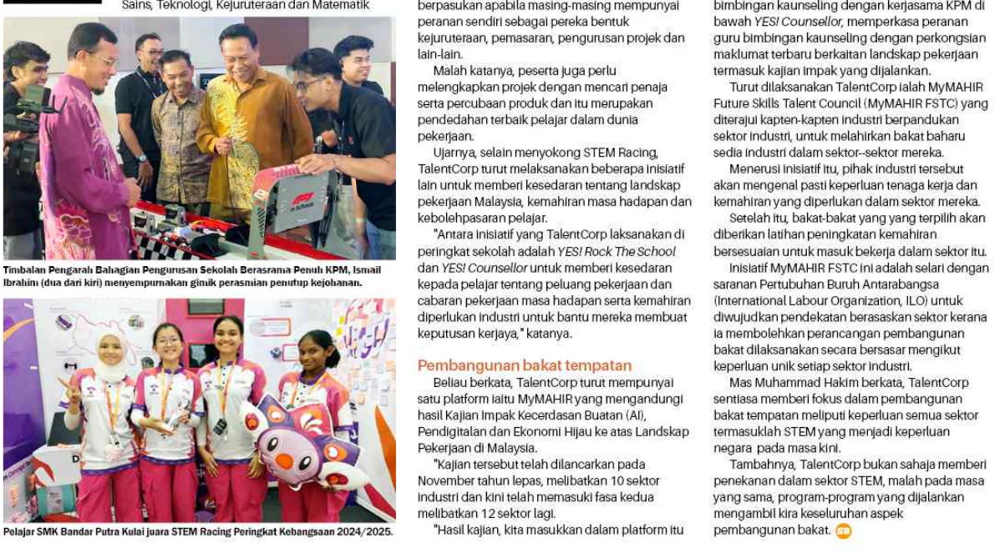 Sains, Teknologi, Kejuruteraan dan Matematik
Timbalan Pengarah Bahagian Pengurusan Sekolah Berasrama Penuh KPM, Ismail
Ibrahim (dua dari kiri) menyempurnakan gimik perasmian penutup kejohanan.
Pelajar SMK Bandar Putra Kulai juara STEM Racing Peringkat Kebangsaan 2024/2025.
berpasukan apabila masing-masing mempunyai
peranan sendiri sebagai pereka bentuk
kejuruteraan, pemasaran, pengurusan projek dan
lain-lain.
Malah katanya, peserta juga perlu
melengkapkan projek dengan mencari penaja
serta percubaan produk dan itu merupakan
pendedahan terbaik pelajar dalam dunia
pekerjaan.
Ujarnya, selain menyokong STEM Racing,
TalentCorp turut melaksanakan beberapa inisiatif
lain untuk memberi kesedaran tentang landskap
pekerjaan Malaysia, kemahiran masa hadapan dan
kebolehpasaran pelajar.
"Antara inisiatif yang TalentCorp laksanakan di
peringkat sekolah adalah YES! Rock The School
dan YES! Counsellor untuk memberi kesedaran
kepada pelajar tentang peluang pekerjaan dan
cabaran pekerjaan masa hadapan serta kemahiran
diperlukan industri untuk bantu mereka membuat
keputusan kerjaya," katanya.
Pembangunan bakat tempatan
Beliau berkata, TalentCorp turut mempunyai
satu platform iaitu MyMAHIR yang mengandungi
hasil Kajian Impak Kecerdasan Buatan (AI),
Pendigitalan dan Ekonomi Hijau ke atas Landskap
Pekerjaan di Malaysia.
"Kajian tersebut telah dilancarkan pada
November tahun lepas, melibatkan 10 sektor
industri dan kini telah memasuki fasa kedua
melibatkan 12 sektor lagi.
"Hasil kajian, kita masukkan dalam platform itu
bimbingan kaunseling dengan kerjasama KPM di
bawah YES! Counsellor, memperkasa peranan
guru bimbingan kaunseling dengan perkongsian
maklumat terbaru berkaitan landskap pekerjaan
termasuk kajian impak yang dijalankan.
Turut dilaksanakan TalentCorp ialah MyMAHIR
Future Skills Talent Council (MyMAHIR FSTC) yang
diterajui kapten-kapten industri berpandukan
sektor industri, untuk melahirkan bakat baharu
sedia industri dalam sektor--sektor mereka.
Menerusi inisiatif itu, pihak industri tersebut
akan mengenal pasti keperluan tenaga kerja dan
kemahiran yang diperlukan dalam sektor mereka.
Setelah itu, bakat-bakat yang yang terpilih akan
diberikan latihan peningkatan kemahiran
bersesuaian untuk masuk bekerja dalam sektor itu.
Inisiatif MyMAHIR FSTC ini adalah selari dengan
saranan Pertubuhan Buruh Antarabangsa
(International Labour Organization, ILO) untuk
diwujudkan pendekatan berasaskan sektor kerana
ia membolehkan perancangan pembangunan
bakat dilaksanakan secara bersasar mengikut
keperluan unik setiap sektor industri.
Mas Muhammad Hakim berkata, TalentCorp
sentiasa memberi fokus dalam pembangunan
bakat tempatan meliputi keperluan semua sektor
termasuklah STEM yang menjadi keperluan
negara pada masa kini.
Tambahnya, TalentCorp bukan sahaja memberi
penekanan dalam sektor STEM, malah pada masa
yang sama, program-program yang dijalankan
mengambil kira keseluruhan aspek
pembangunan bakat. SB